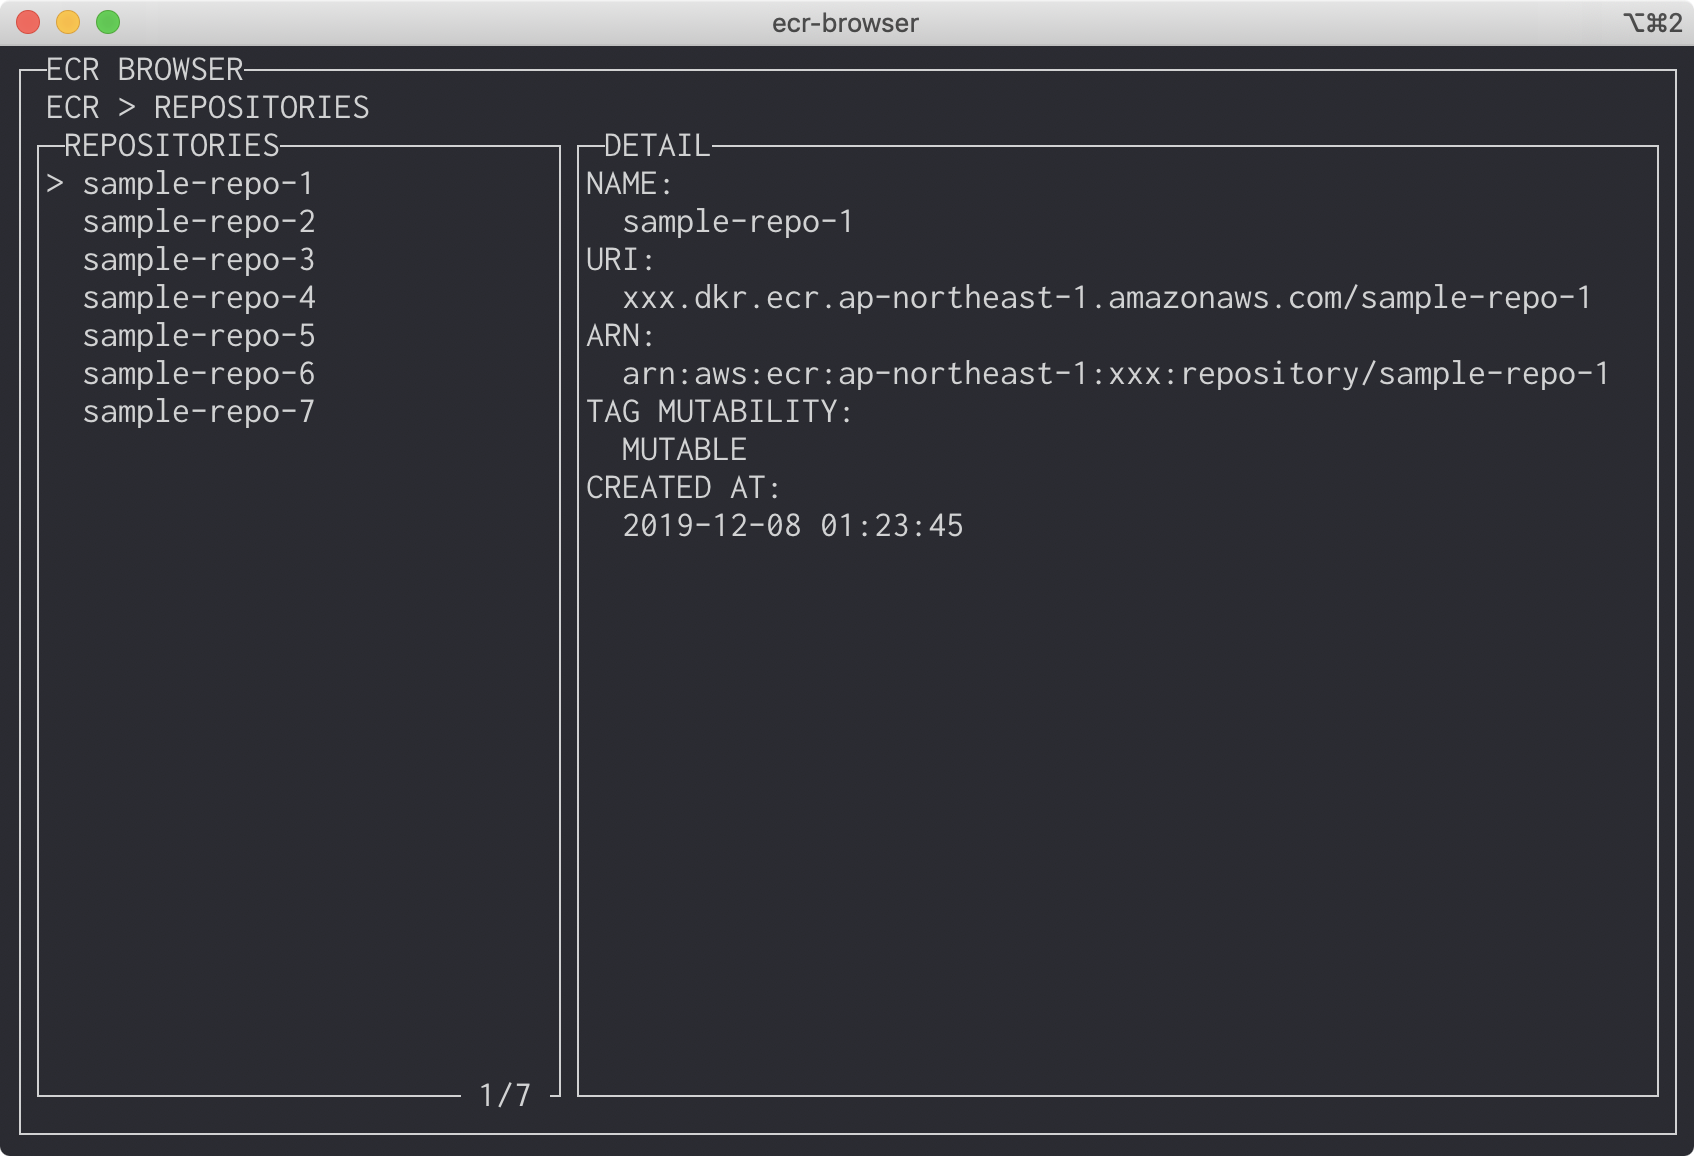 ecr-browser
⌥⌘2
ECR BROWSER
ECR > REPOSITORIES
REPOSITORIES
> sample-repo-1
sample-repo-2
sample-repo-3
sample-repo-4
sample-repo-5
sample-repo-6
sample-repo-7
1/7
DETAIL
NAME:
sample-repo-1
URI:
xxx.dkr.ecr.ap-northeast-1.amazonaws.com/sample-repo-1
ARN:
arn:aws:ecr:ap-northeast-1:xxx:repository/sample-repo-1
TAG MUTABILITY:
MUTABLE
CREATED AT:
2019-12-08 01:23:45